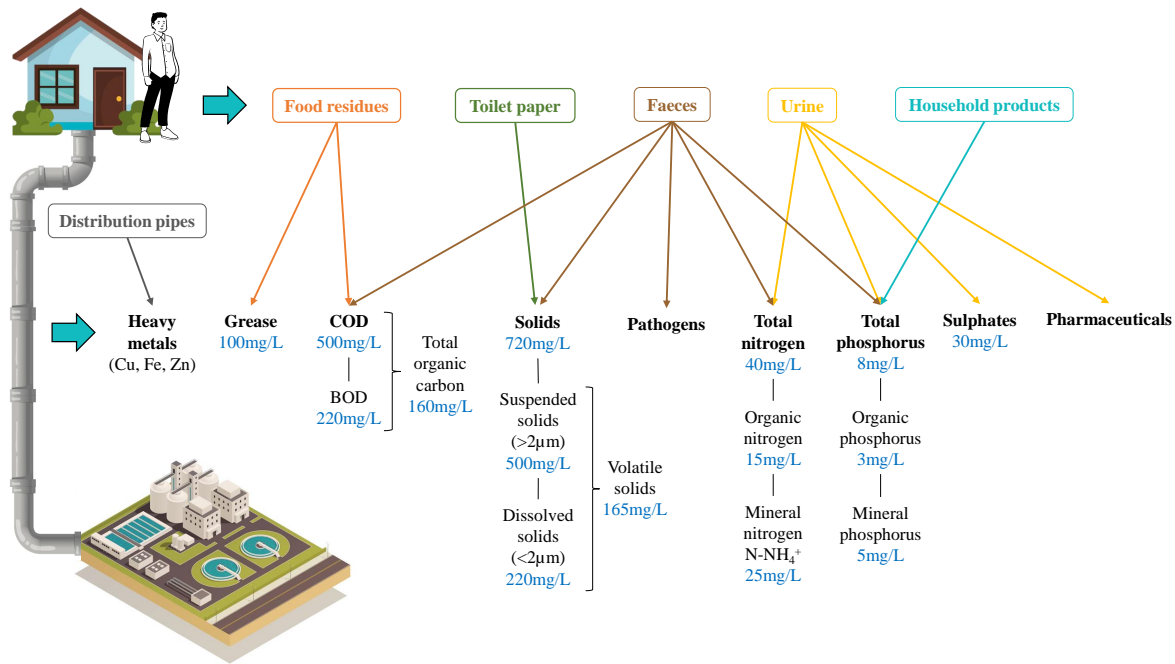 Food residues
Toilet paper
Faeces
Urine
Household products
Distribution pipes
Heavy
metals
(Cu, Fe, Zn)
Grease
100mg/L
COD
500mg/L
BOD
220mg/L
Total
organic
carbon
160mg/L
Solids
720mg/L
Suspended
solids
(>2µm)
500mg/L
Dissolved
solids
(<2µm)
220mg/L
Volatile
solids
165mg/L
Pathogens
Total
nitrogen
40mg/L
Organic
nitrogen
15mg/L
Mineral
nitrogen
N-NH₄⁺
25mg/L
Total
phosphorus
8mg/L
Organic
phosphorus
3mg/L
Mineral
phosphorus
5mg/L
Sulphates
30mg/L
Pharmaceuticals